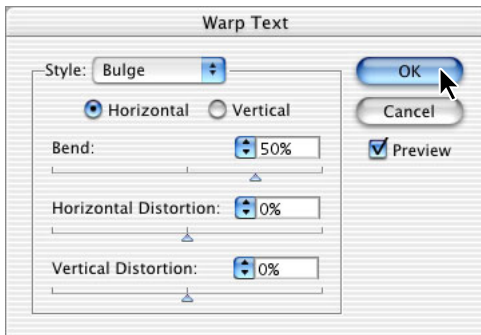 Warp Text
Style: Bulge
OK
Horizontal Vertical
Cancel
Bend: 50%
Preview
Horizontal Distortion: 0%
Vertical Distortion: 0%